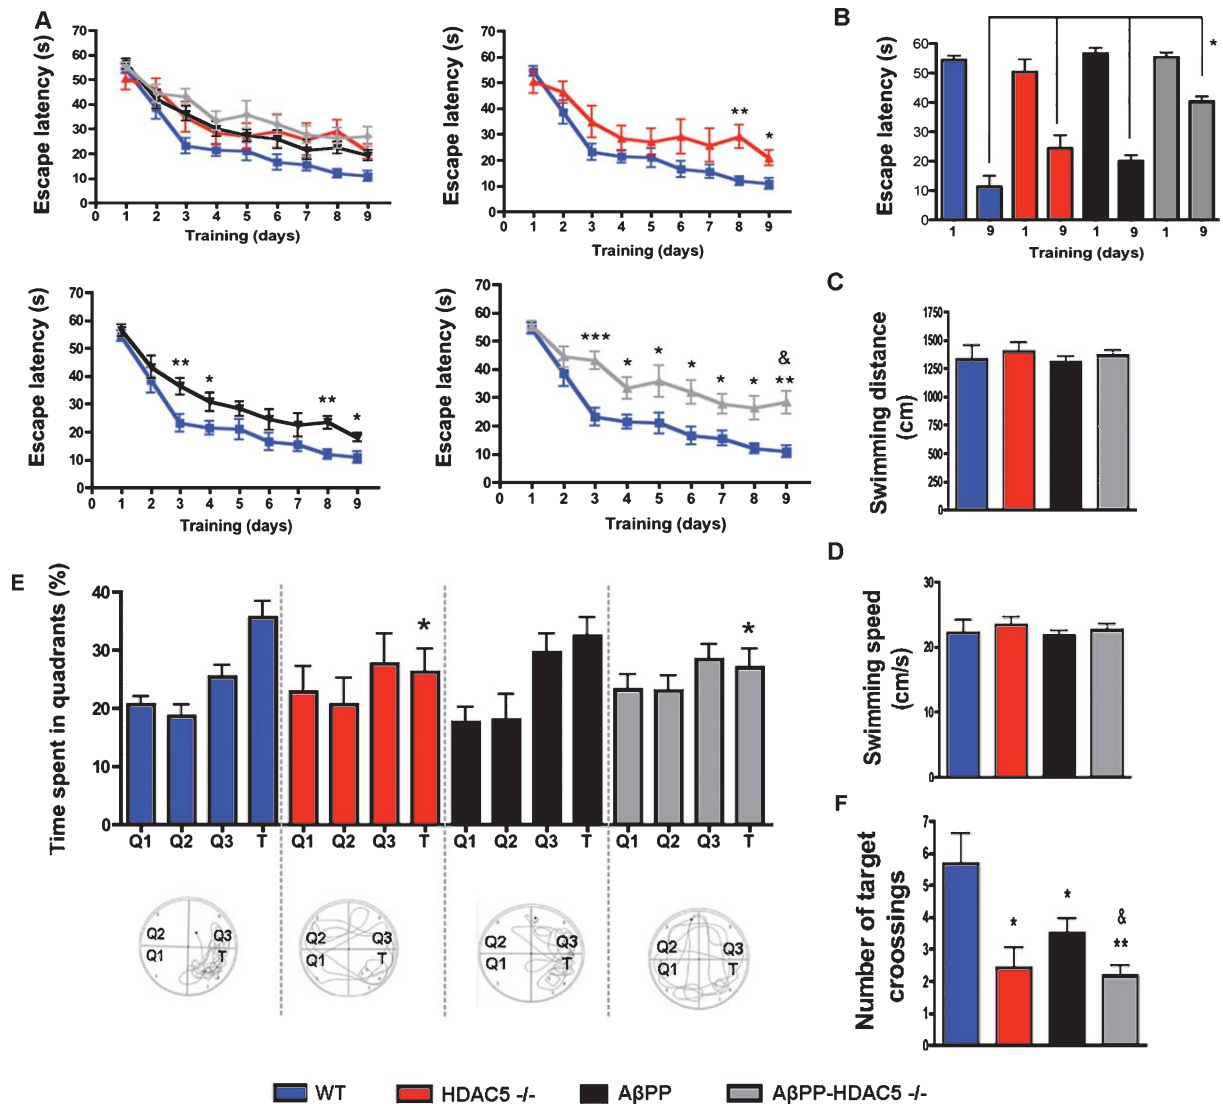 A
Escape latency (s)
70
60
50
40
30
20
10
0
0 1 2 3 4 5 6 7 8 9
Training (days)
Escape latency (s)
70
60
50
40
30
20
10
0
** *
0 1 2 3 4 5 6 7 8 9
Training (days)
B
Escape latency (s)
60
50
40
30
20
10
0
*
1 9 1 9 1 9 1 9
Training (days)
Escape latency (s)
70
60
50
40
30
20
10
0
** * ** *
0 1 2 3 4 5 6 7 8 9
Training (days)
Escape latency (s)
70
60
50
40
30
20
10
0
&
*** * * * * * **
0 1 2 3 4 5 6 7 8 9
Training (days)
C
Swimming distance
(cm)
1750
1500
1250
1000
750
500
250
0
D
Swimming speed
(cm/s)
30
20
10
0
E
Time spent in quadrants (%)
40
30
20
10
0
* *
Q1 Q2 Q3 T Q1 Q2 Q3 T Q1 Q2 Q3 T Q1 Q2 Q3 T
Q2 Q3
Q1 T
Q2 Q3
Q1 T
Q2 Q3
Q1 T
Q2 Q3
Q1 T
F
Number of target
croossings
7
6
5
4
3
2
1
0
* * &
**
WT HDAC5 -/- AβPP AβPP-HDAC5 -/-